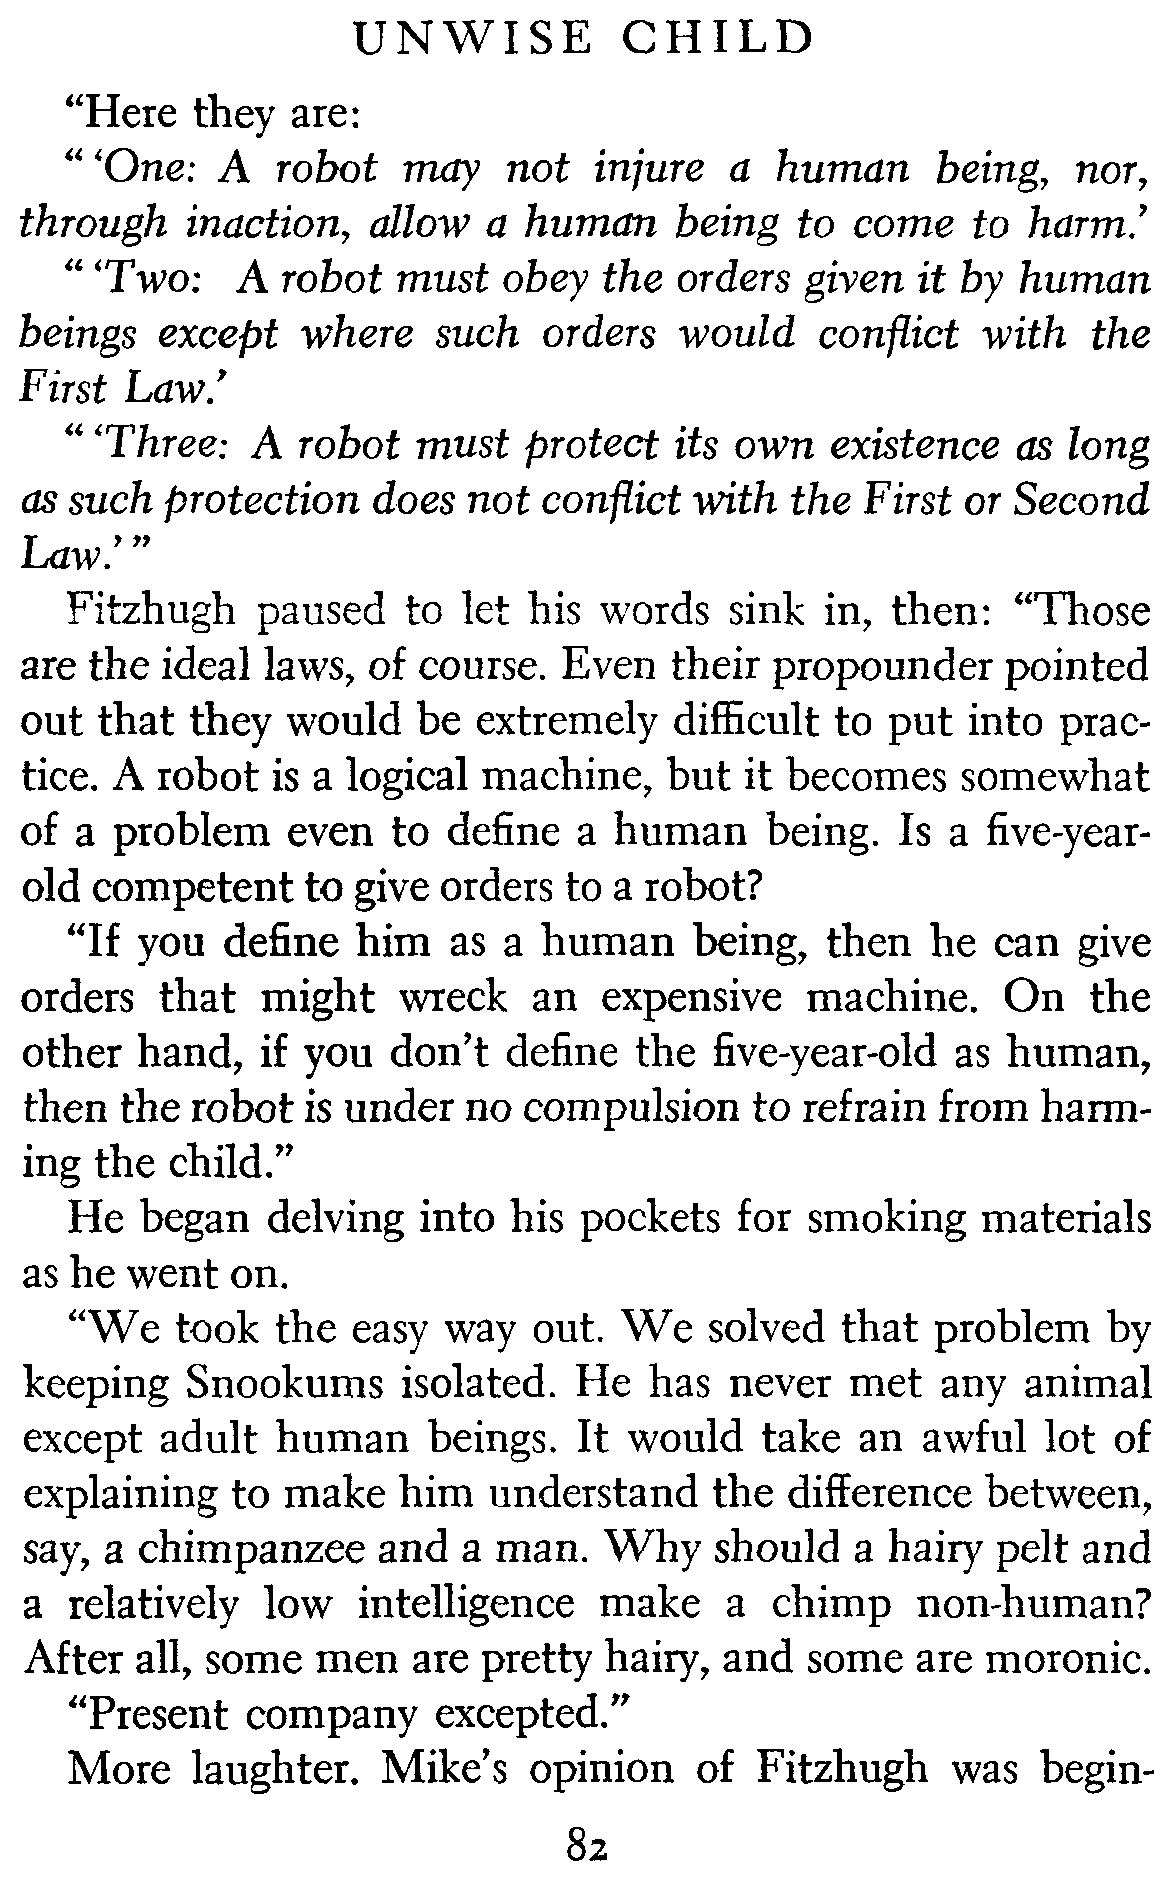 UNWISE CHILD
“Here they are:
“ ‘One: A robot may not injure a human being, nor,
through inaction, allow a human being to come to harm.’
“ ‘Two: A robot must obey the orders given it by human
beings except where such orders would conflict with the
First Law.’
“ ‘Three: A robot must protect its own existence as long
as such protection does not conflict with the First or Second
Law.’ ”
Fitzhugh paused to let his words sink in, then: “Those
are the ideal laws, of course. Even their propounder pointed
out that they would be extremely difficult to put into prac-
tice. A robot is a logical machine, but it becomes somewhat
of a problem even to define a human being. Is a five-year-
old competent to give orders to a robot?
“If you define him as a human being, then he can give
orders that might wreck an expensive machine. On the
other hand, if you don’t define the five-year-old as human,
then the robot is under no compulsion to refrain from harm-
ing the child.”
He began delving into his pockets for smoking materials
as he went on.
“We took the easy way out. We solved that problem by
keeping Snookums isolated. He has never met any animal
except adult human beings. It would take an awful lot of
explaining to make him understand the difference between,
say, a chimpanzee and a man. Why should a hairy pelt and
a relatively low intelligence make a chimp non-human?
After all, some men are pretty hairy, and some are moronic.
“Present company excepted.”
More laughter. Mike’s opinion of Fitzhugh was begin-
82